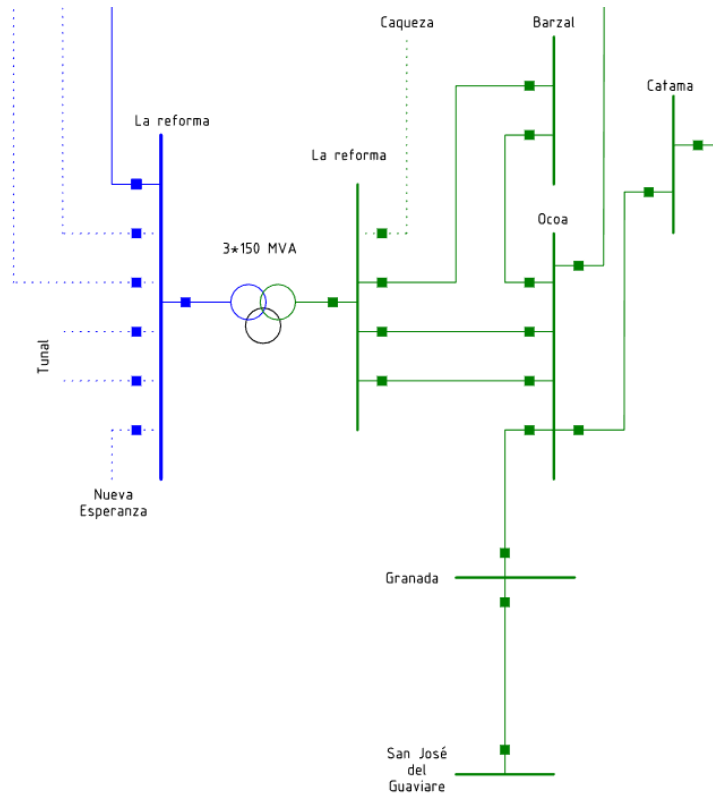 Caqueza
Barzal
Catama
La reforma
La reforma
Ocoa
3*150 MVA
Tunal
Nueva
Esperanza
Granada
San José
del
Guaviare